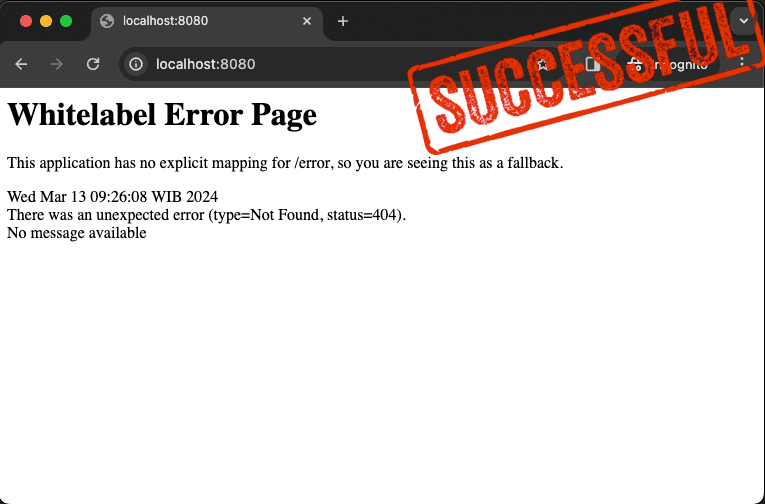 localhost:8080
localhost:8080
Incognito
SUCCESSFUL
Whitelabel Error Page
This application has no explicit mapping for /error, so you are seeing this as a fallback.
Wed Mar 13 09:26:08 WIB 2024
There was an unexpected error (type=Not Found, status=404).
No message available